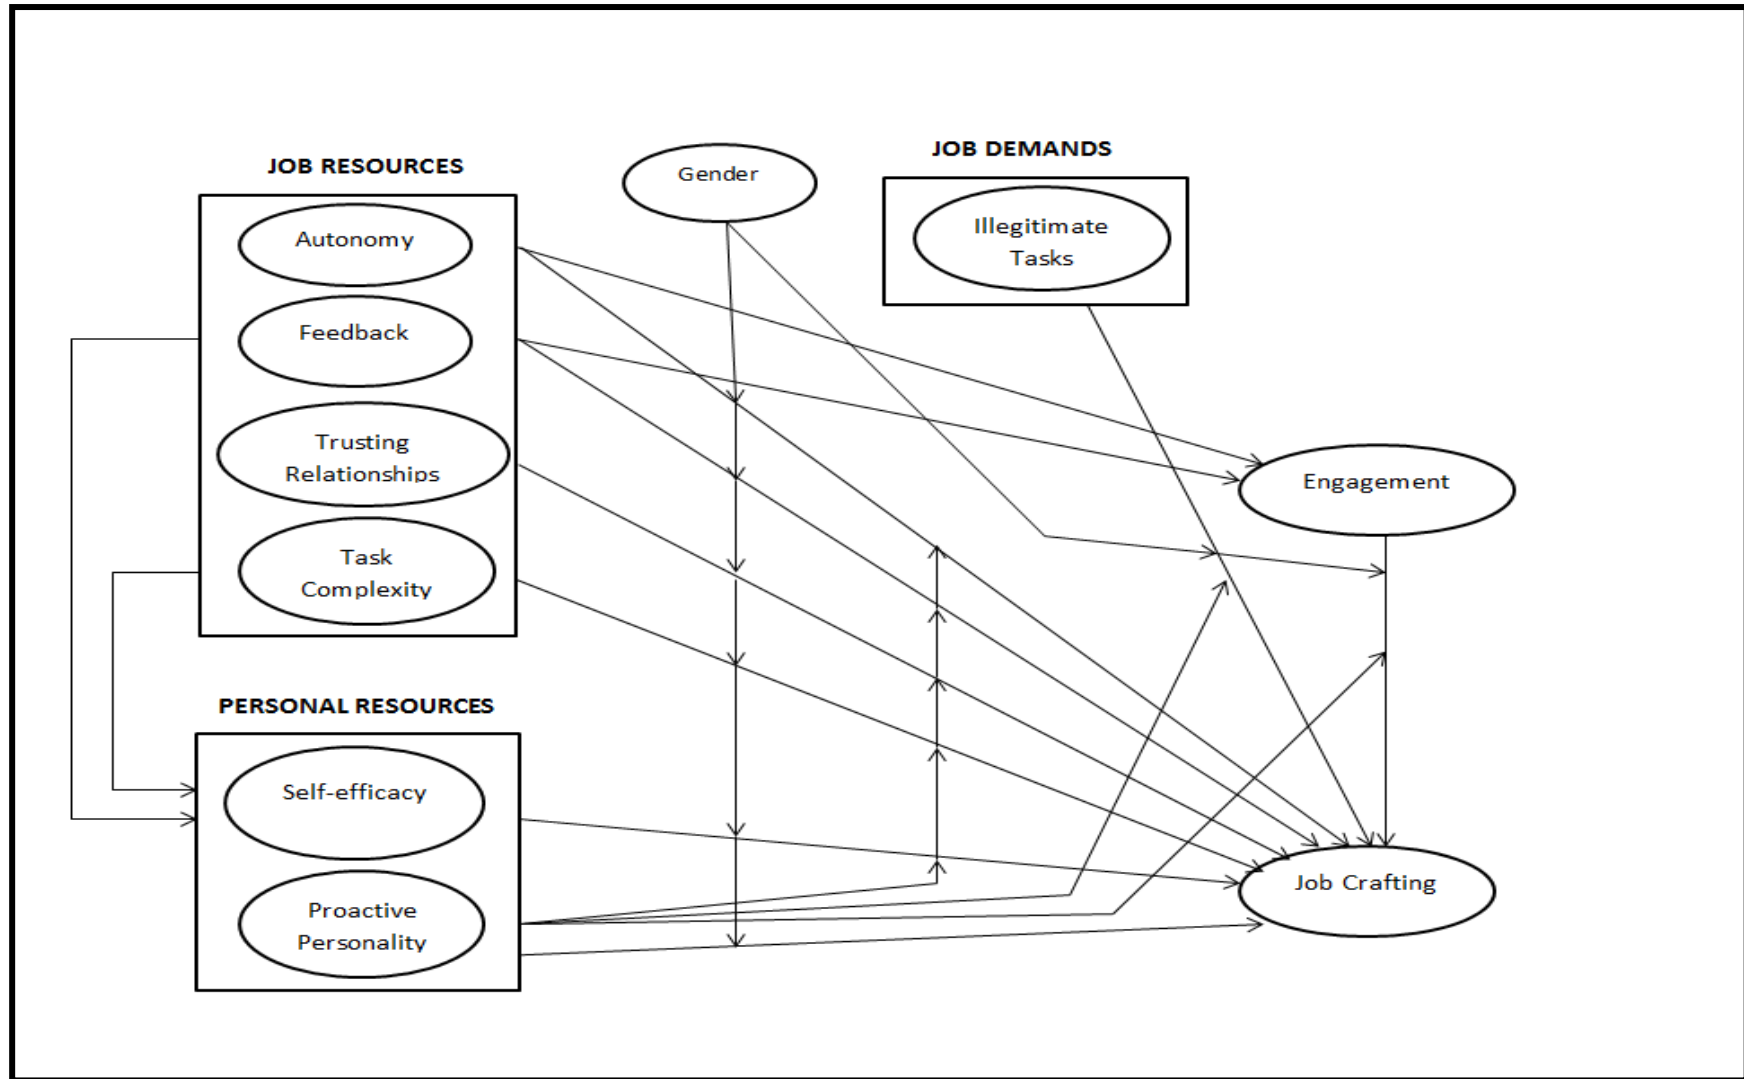 JOB RESOURCES
Autonomy
Feedback
Trusting
Relationships
Task
Complexity
Gender
JOB DEMANDS
Illegitimate
Tasks
Engagement
PERSONAL RESOURCES
Self-efficacy
Proactive
Personality
Job Crafting